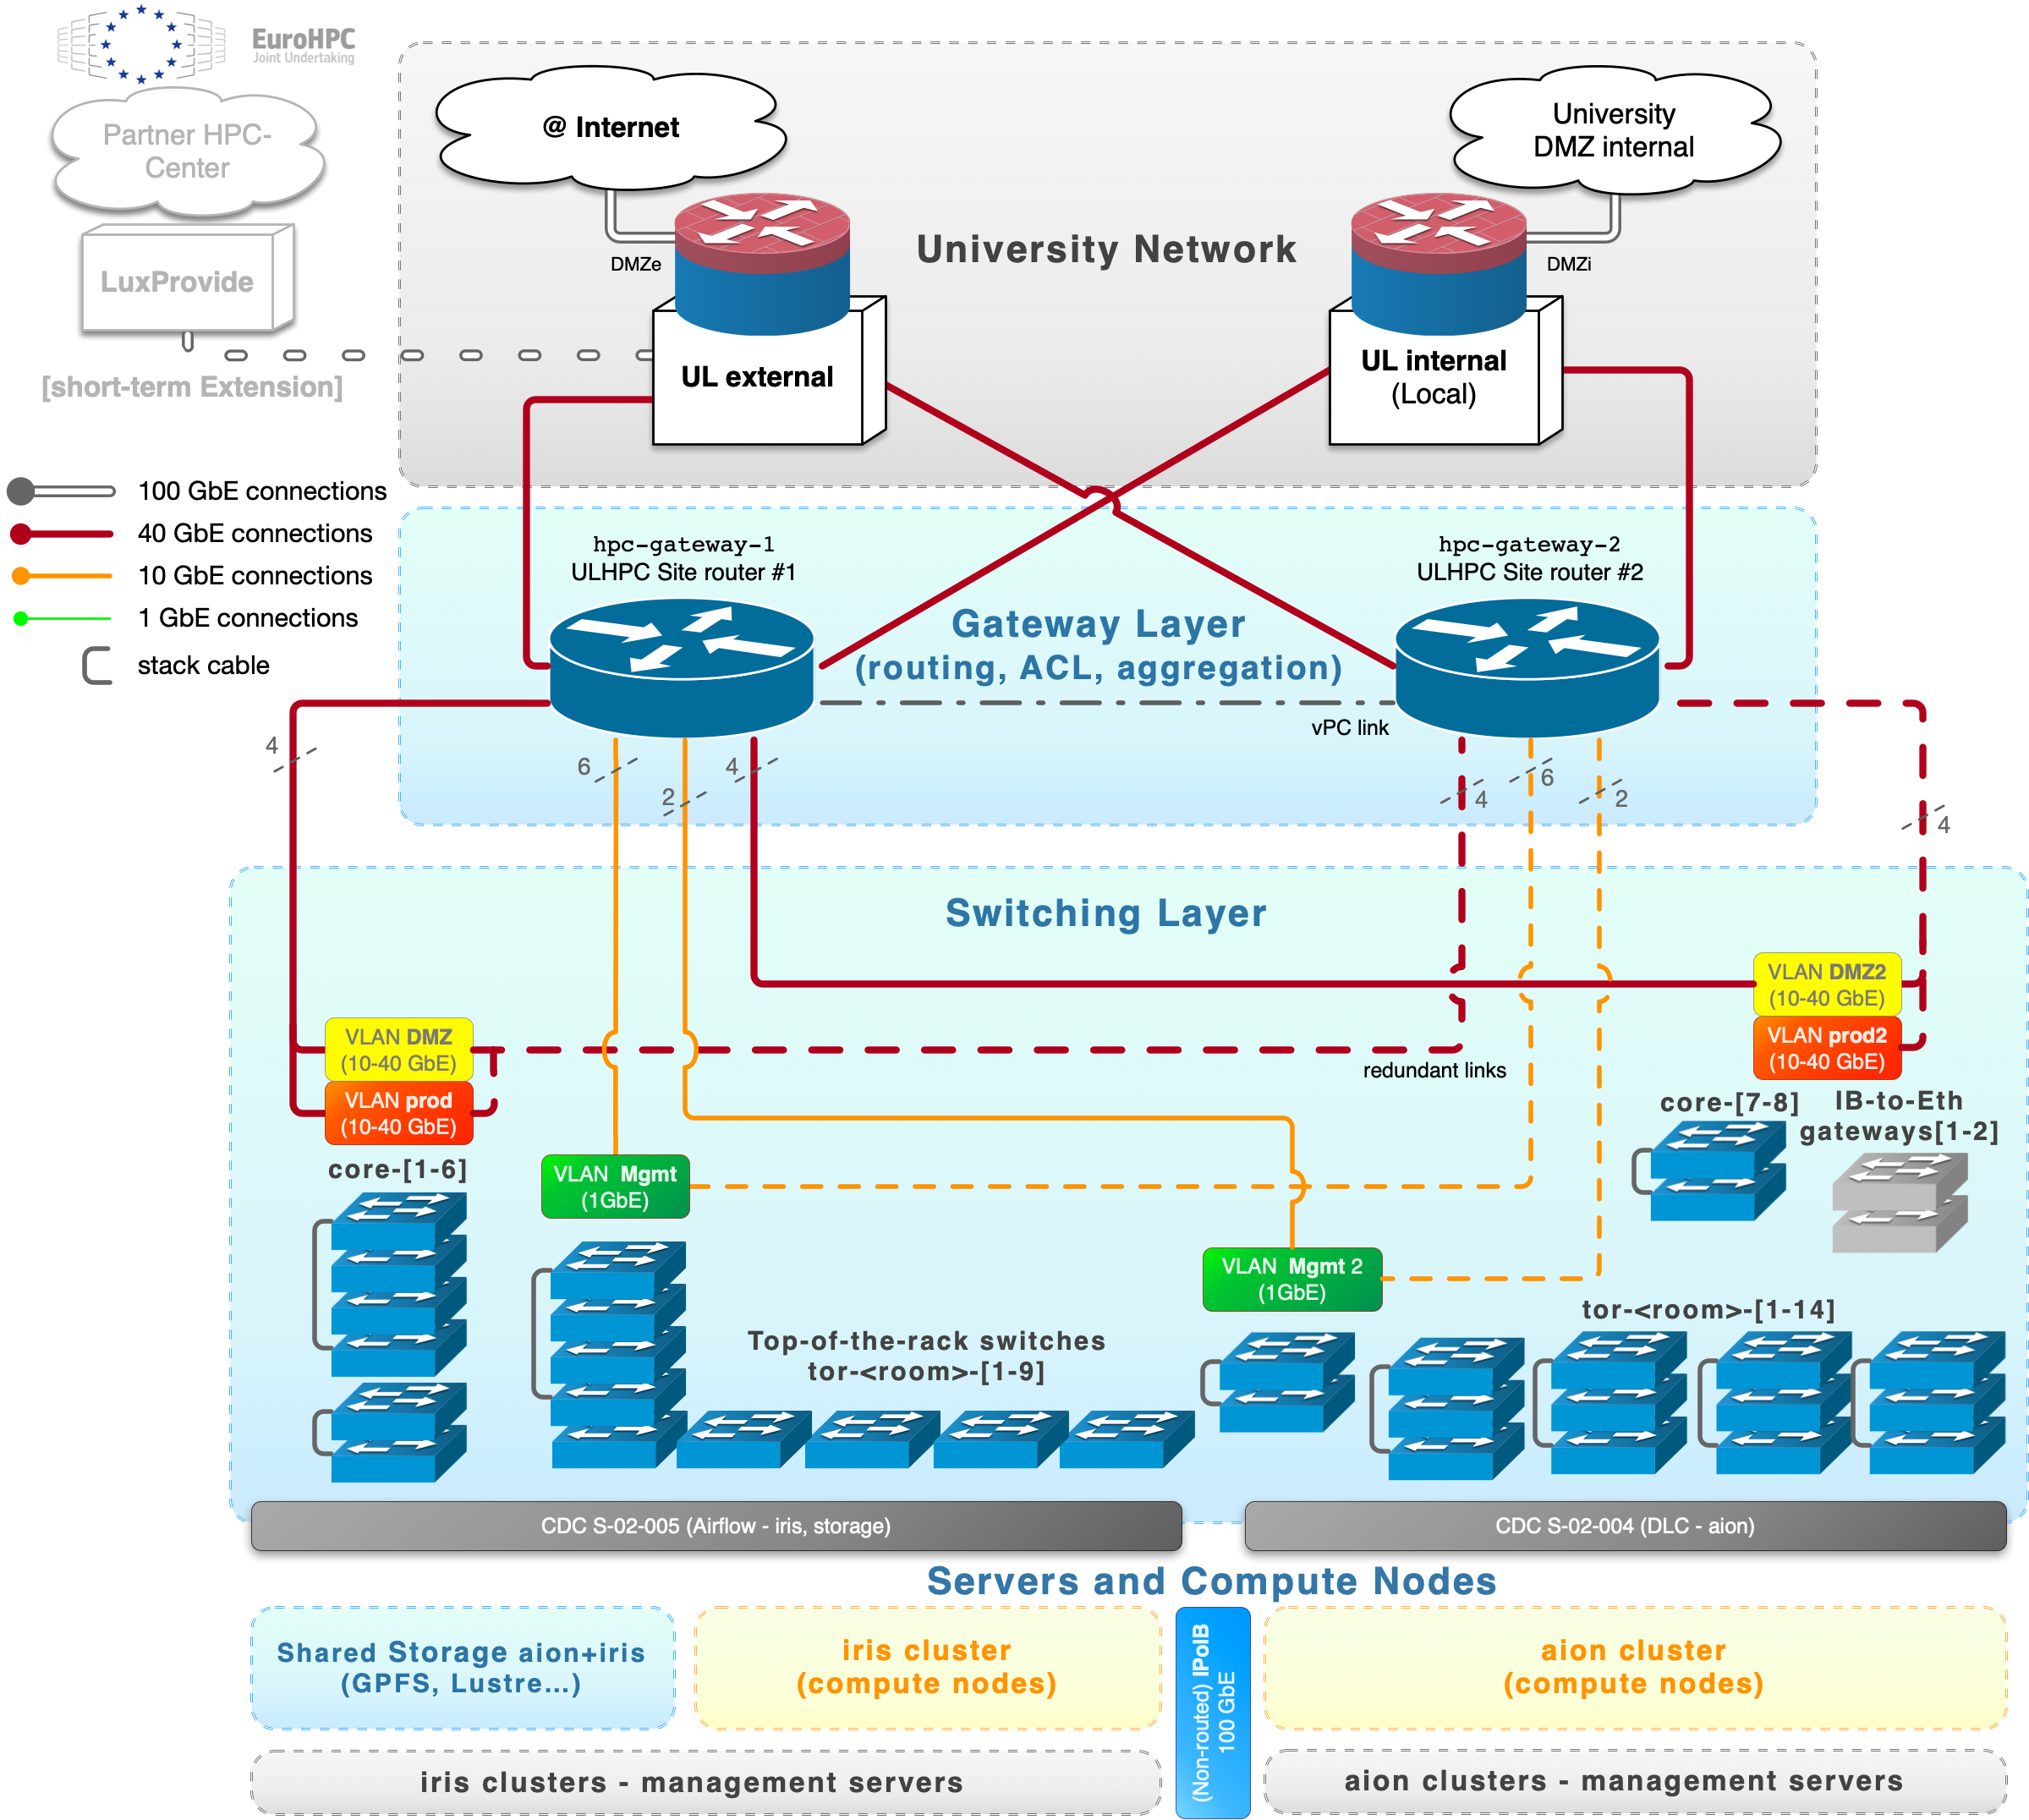 EuroHPC
Joint Undertaking
Partner HPC-
Center
LuxProvide
[short-term Extension]
@ Internet
University
DMZ internal
DMZe
University Network
DMZi
UL external
UL internal
(Local)
100 GbE connections
40 GbE connections
10 GbE connections
1 GbE connections
stack cable
hpc-gateway-1
ULHPC Site router #1
hpc-gateway-2
ULHPC Site router #2
Gateway Layer
(routing, ACL, aggregation)
vPC link
4
6
2
4
4
6
2
4
Switching Layer
VLAN DMZ2
(10-40 GbE)
VLAN prod2
(10-40 GbE)
VLAN DMZ
(10-40 GbE)
VLAN prod
(10-40 GbE)
redundant links
core-[1-6]
VLAN Mgmt
(1GbE)
core-[7-8]
IB-to-Eth
gateways[1-2]
VLAN Mgmt 2
(1GbE)
Top-of-the-rack switches
tor-<room>-[1-9]
tor-<room>-[1-14]
CDC S-02-005 (Airflow - iris, storage)
CDC S-02-004 (DLC - aion)
Servers and Compute Nodes
Shared Storage aion+iris
(GPFS, Lustre...)
iris cluster
(compute nodes)
(Non-routed) IPoIB
100 GbE
aion cluster
(compute nodes)
iris clusters - management servers
aion clusters - management servers